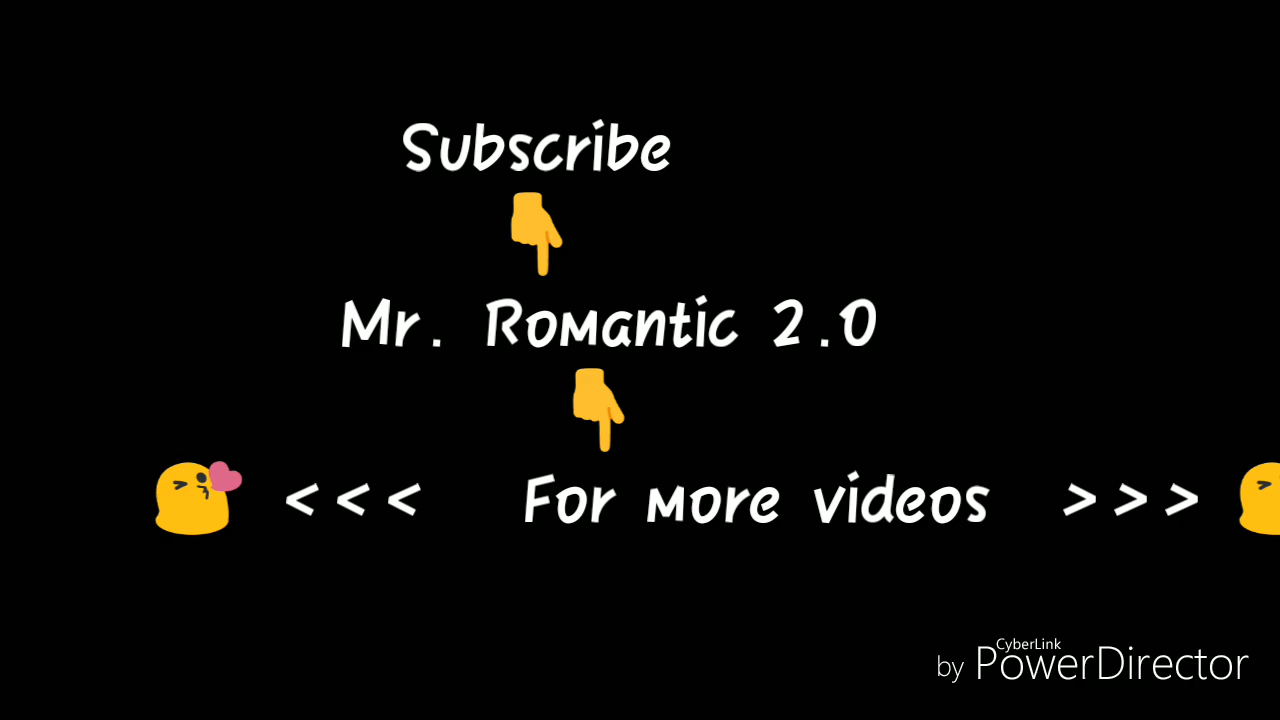 Subscribe
👇
Mr. Romantic 2.0
👇
😘 <<< For more videos >>> 😘
CyberLink
by PowerDirector